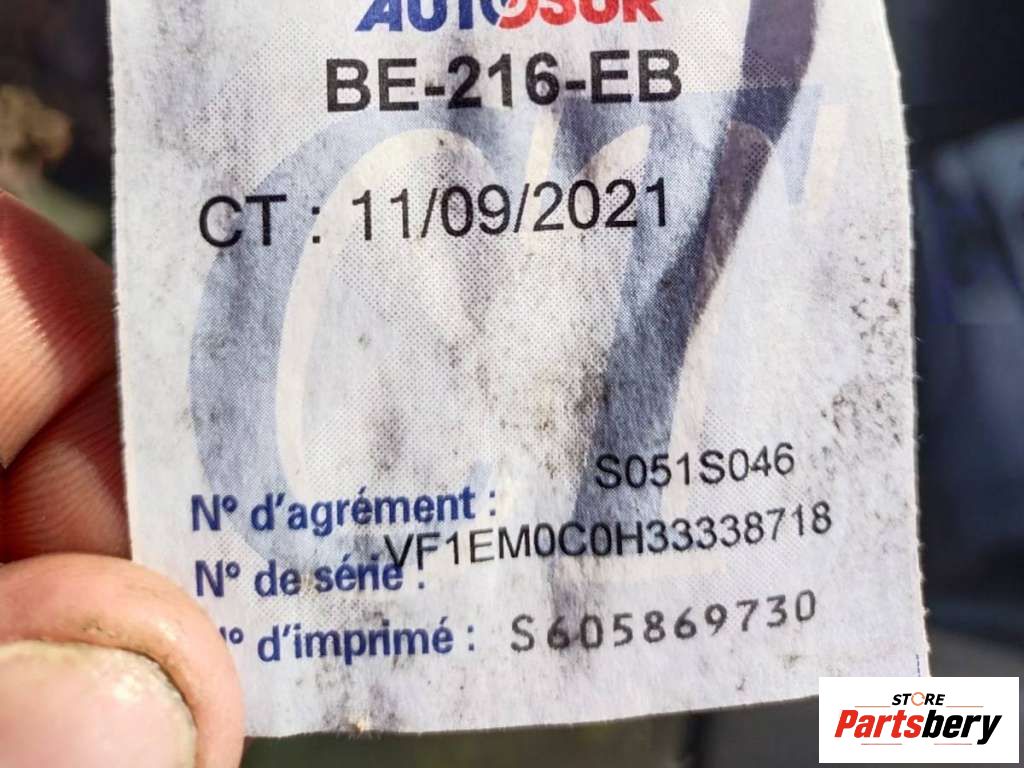 AUTOSUR
BE-216-EB
CT : 11/09/2021
N° d'agrément : S051S046
N° de série : VF1EM0C0H33338718
N° d'imprimé : S605869730
STORE
Partsbery